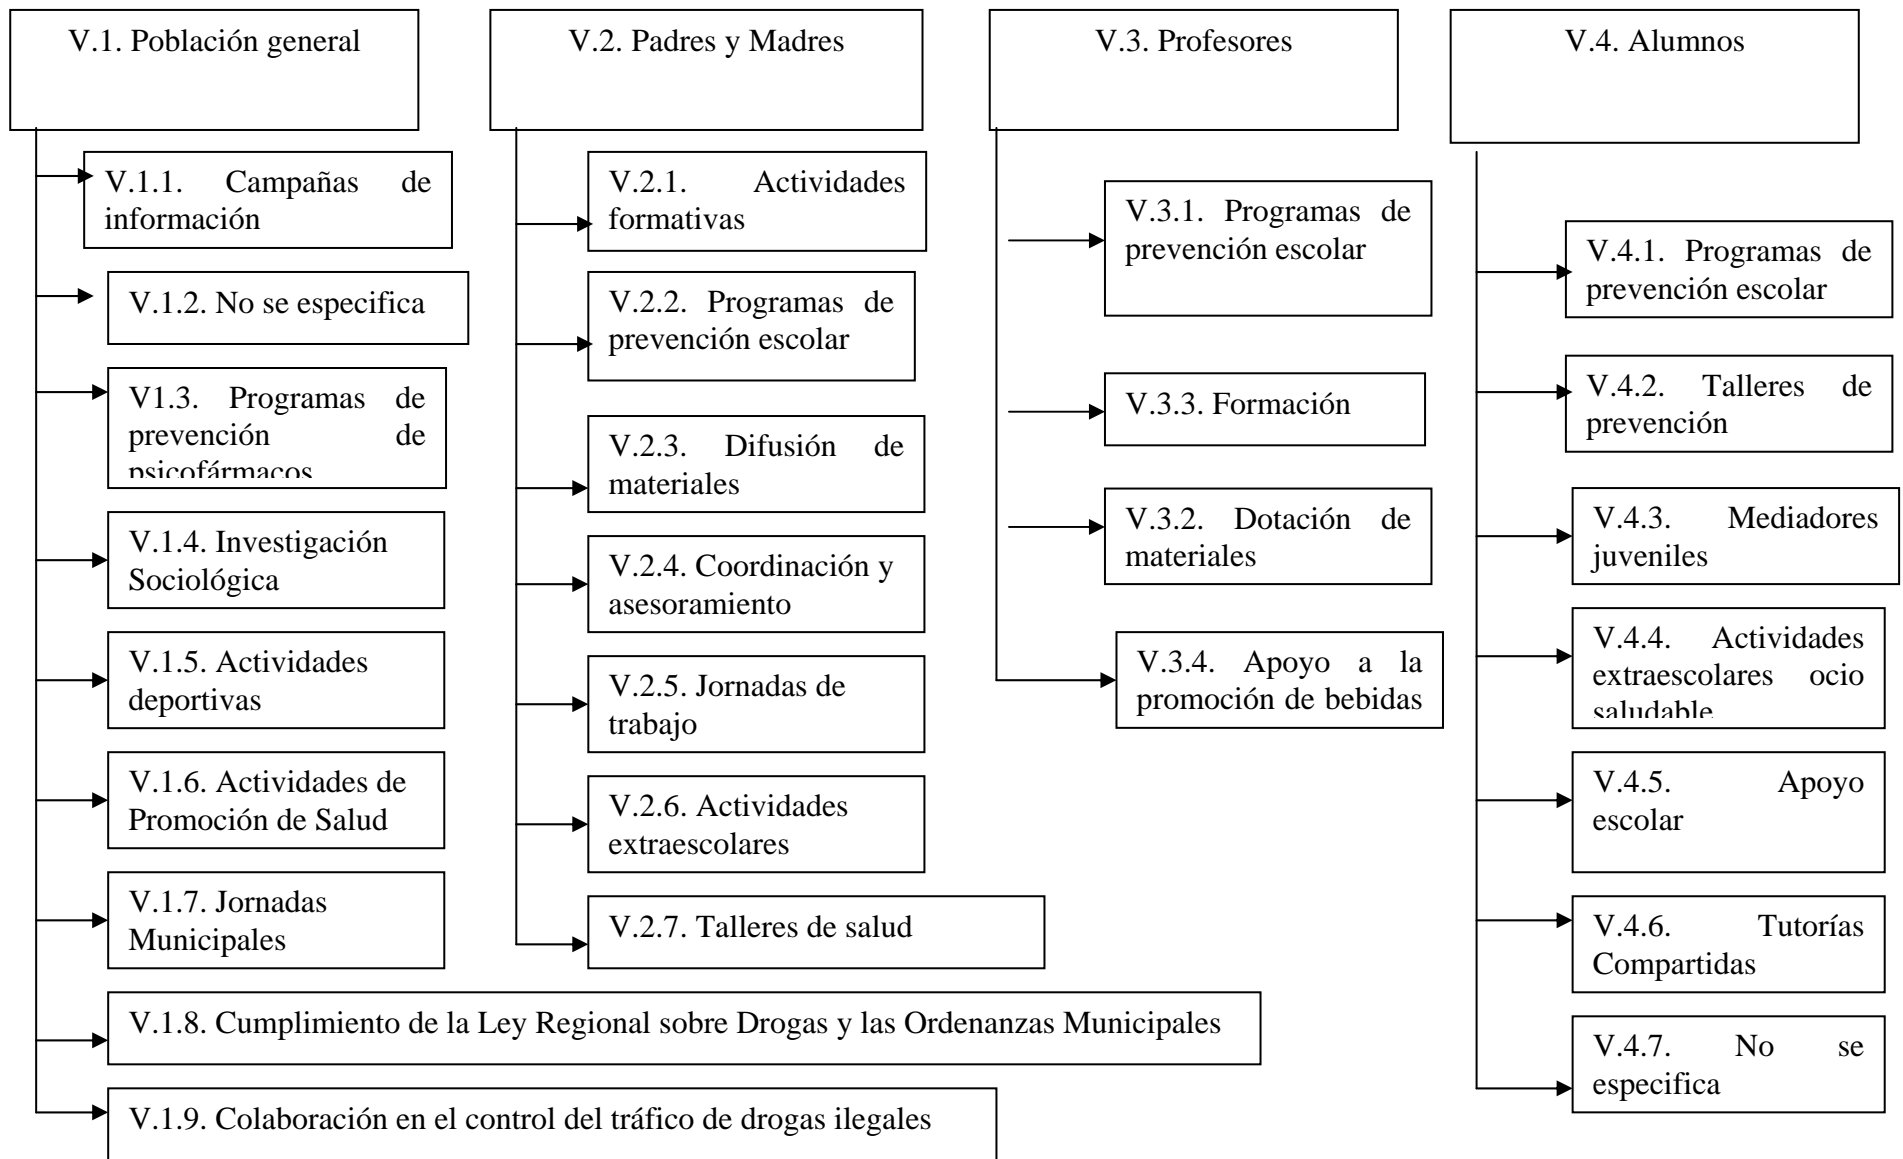 V.1. Población general
V.1.1. Campañas de
información
V.1.2. No se especifica
V1.3. Programas de
prevención de
psicofármacos
V.1.4. Investigación
Sociológica
V.1.5. Actividades
deportivas
V.1.6. Actividades de
Promoción de Salud
V.1.7. Jornadas
Municipales
V.1.8. Cumplimiento de la Ley Regional sobre Drogas y las Ordenanzas Municipales
V.1.9. Colaboración en el control del tráfico de drogas ilegales
V.2. Padres y Madres
V.2.1. Actividades
formativas
V.2.2. Programas de
prevención escolar
V.2.3. Difusión de
materiales
V.2.4. Coordinación y
asesoramiento
V.2.5. Jornadas de
trabajo
V.2.6. Actividades
extraescolares
V.2.7. Talleres de salud
V.3. Profesores
V.3.1. Programas de
prevención escolar
V.3.3. Formación
V.3.2. Dotación de
materiales
V.3.4. Apoyo a la
promoción de bebidas
V.4. Alumnos
V.4.1. Programas de
prevención escolar
V.4.2. Talleres de
prevención
V.4.3. Mediadores
juveniles
V.4.4. Actividades
extraescolares ocio
saludable
V.4.5. Apoyo
escolar
V.4.6. Tutorías
Compartidas
V.4.7. No se
especifica